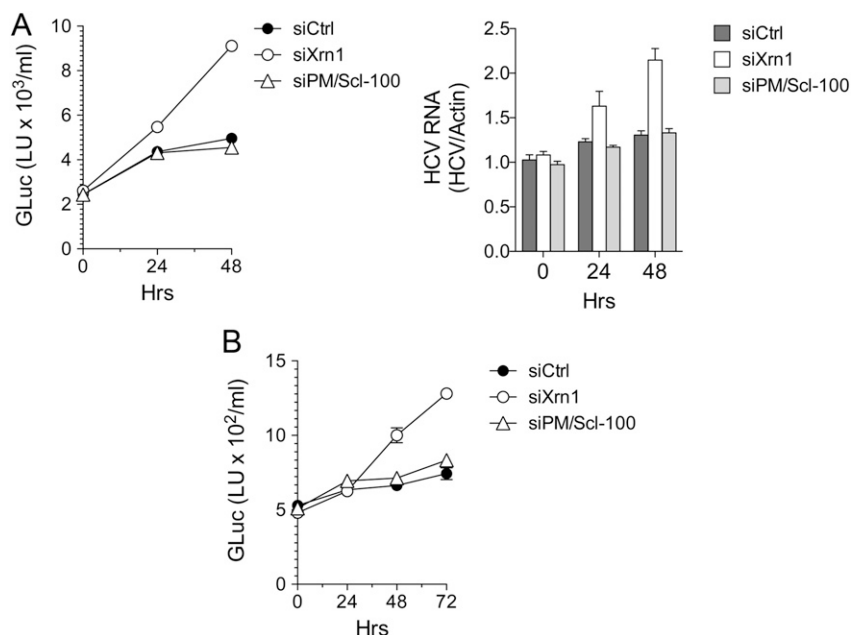 A
GLuc (LU x 10³/ml)
10
8
6
4
2
0
0 24 48
Hrs
siCtrl
siXrn1
siPM/Scl-100
HCV RNA
(HCV/Actin)
2.5
2.0
1.5
1.0
0.5
0.0
0 24 48
Hrs
siCtrl
siXrn1
siPM/Scl-100
B
GLuc (LU x 10²/ml)
15
10
5
0
0 24 48 72
Hrs
siCtrl
siXrn1
siPM/Scl-100